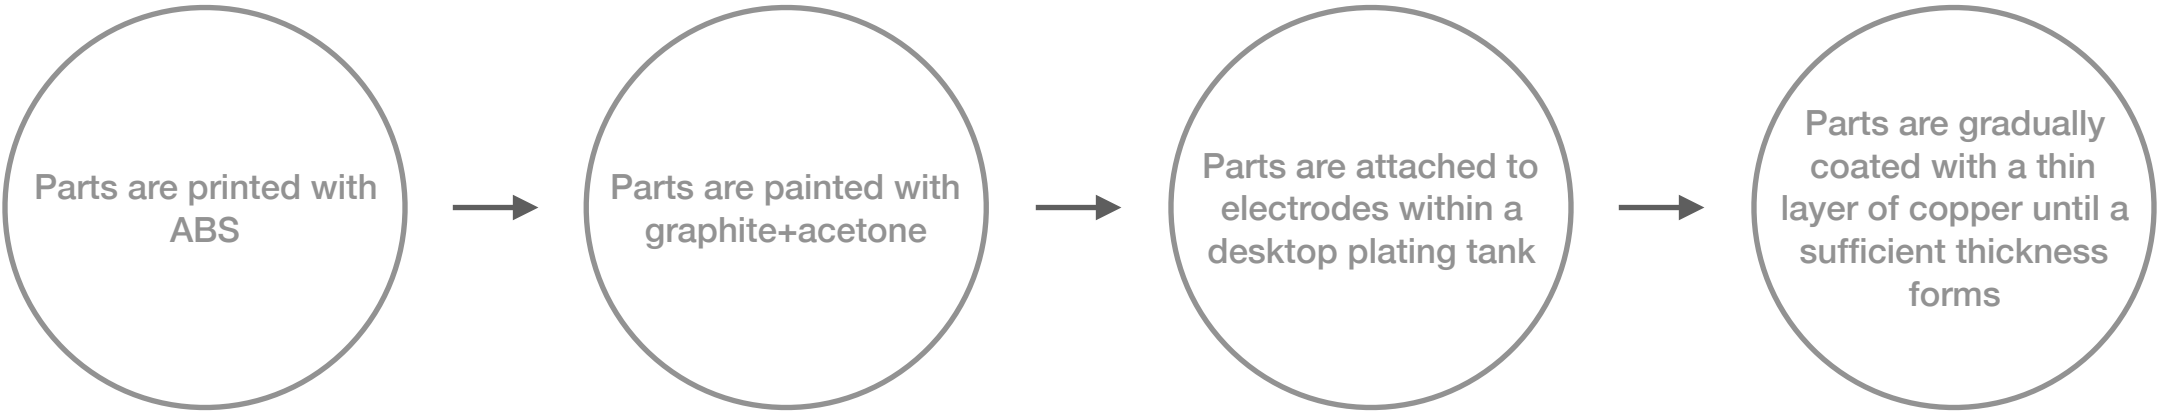 Parts are printed with
ABS
Parts are painted with
graphite+acetone
Parts are attached to
electrodes within a
desktop plating tank
Parts are gradually
coated with a thin
layer of copper until a
sufficient thickness
forms